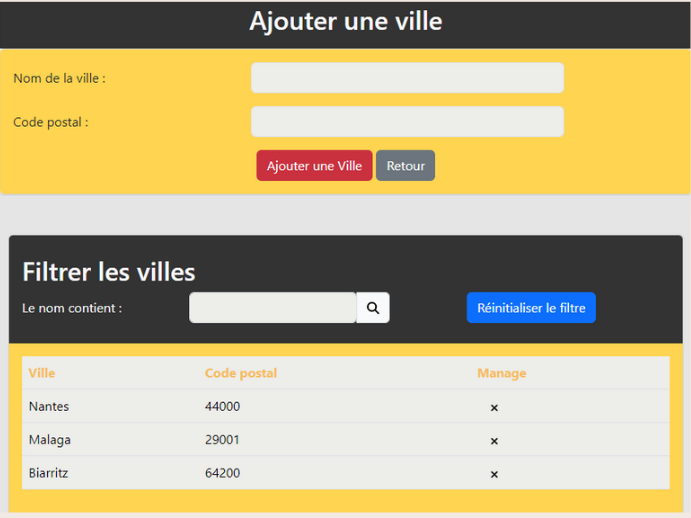 Ajouter une ville
Nom de la ville :
Code postal :
Ajouter une Ville Retour
Filtrer les villes
Le nom contient : Réinitialiser le filtre
Ville Code postal Manage
Nantes 44000 ×
Malaga 29001 ×
Biarritz 64200 ×